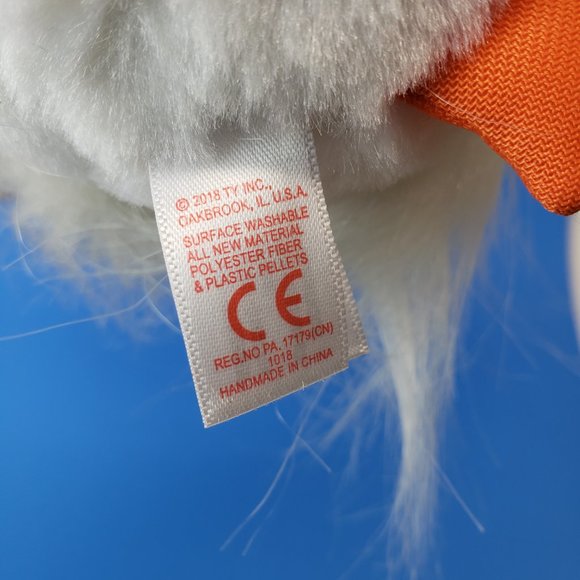 © 2018 TY INC.,
OAKBROOK, IL. U.S.A.
SURFACE WASHABLE
ALL NEW MATERIAL
POLYESTER FIBER
& PLASTIC PELLETS
CE
REG.NO PA. 17179(CN)
1018
HANDMADE IN CHINA